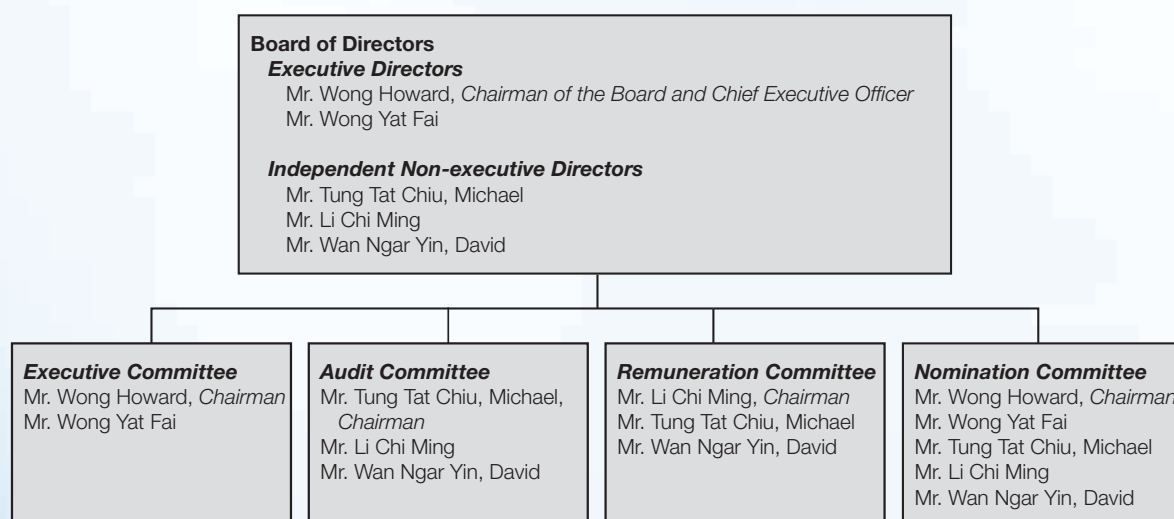 Board of Directors
Executive Directors
Mr. Wong Howard, Chairman of the Board and Chief Executive Officer
Mr. Wong Yat Fai
Independent Non-executive Directors
Mr. Tung Tat Chiu, Michael
Mr. Li Chi Ming
Mr. Wan Ngar Yin, David
Executive Committee
Mr. Wong Howard, Chairman
Mr. Wong Yat Fai
Audit Committee
Mr. Tung Tat Chiu, Michael,
Chairman
Mr. Li Chi Ming
Mr. Wan Ngar Yin, David
Remuneration Committee
Mr. Li Chi Ming, Chairman
Mr. Tung Tat Chiu, Michael
Mr. Wan Ngar Yin, David
Nomination Committee
Mr. Wong Howard, Chairman
Mr. Wong Yat Fai
Mr. Tung Tat Chiu, Michael
Mr. Li Chi Ming
Mr. Wan Ngar Yin, David